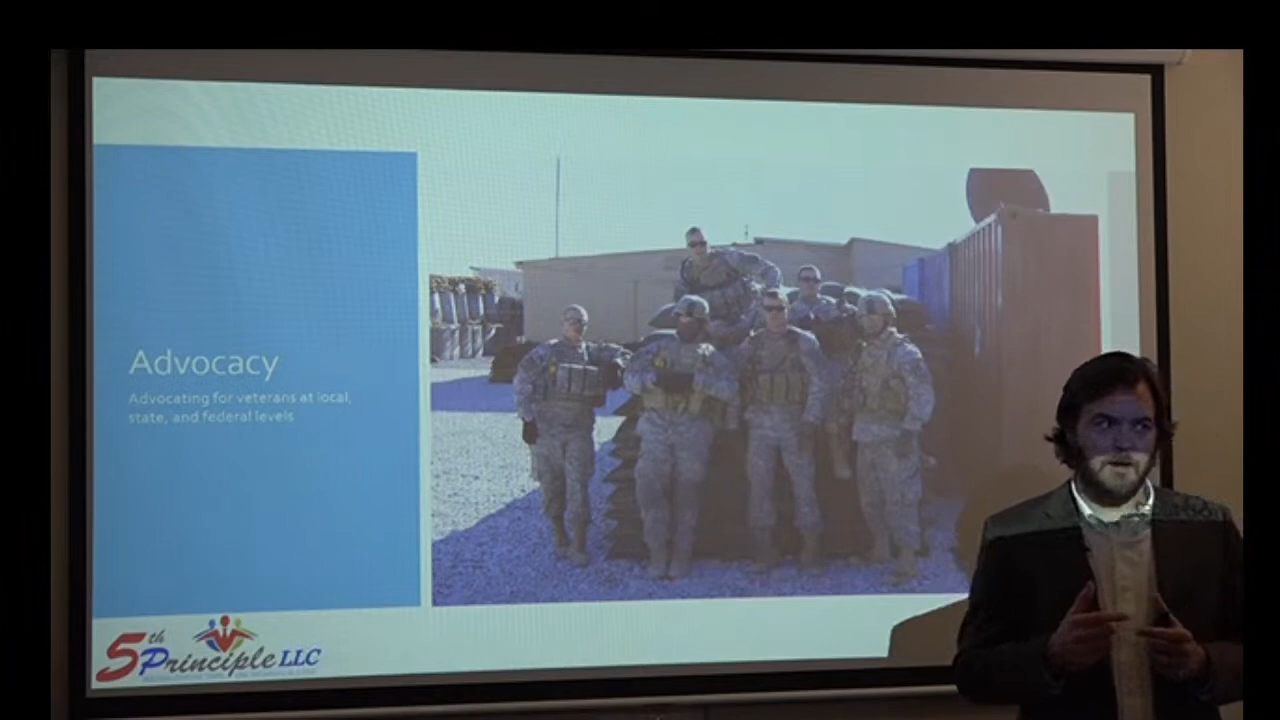 Advocacy
Advocating for veterans at local,
state, and federal levels
5th Principle LLC